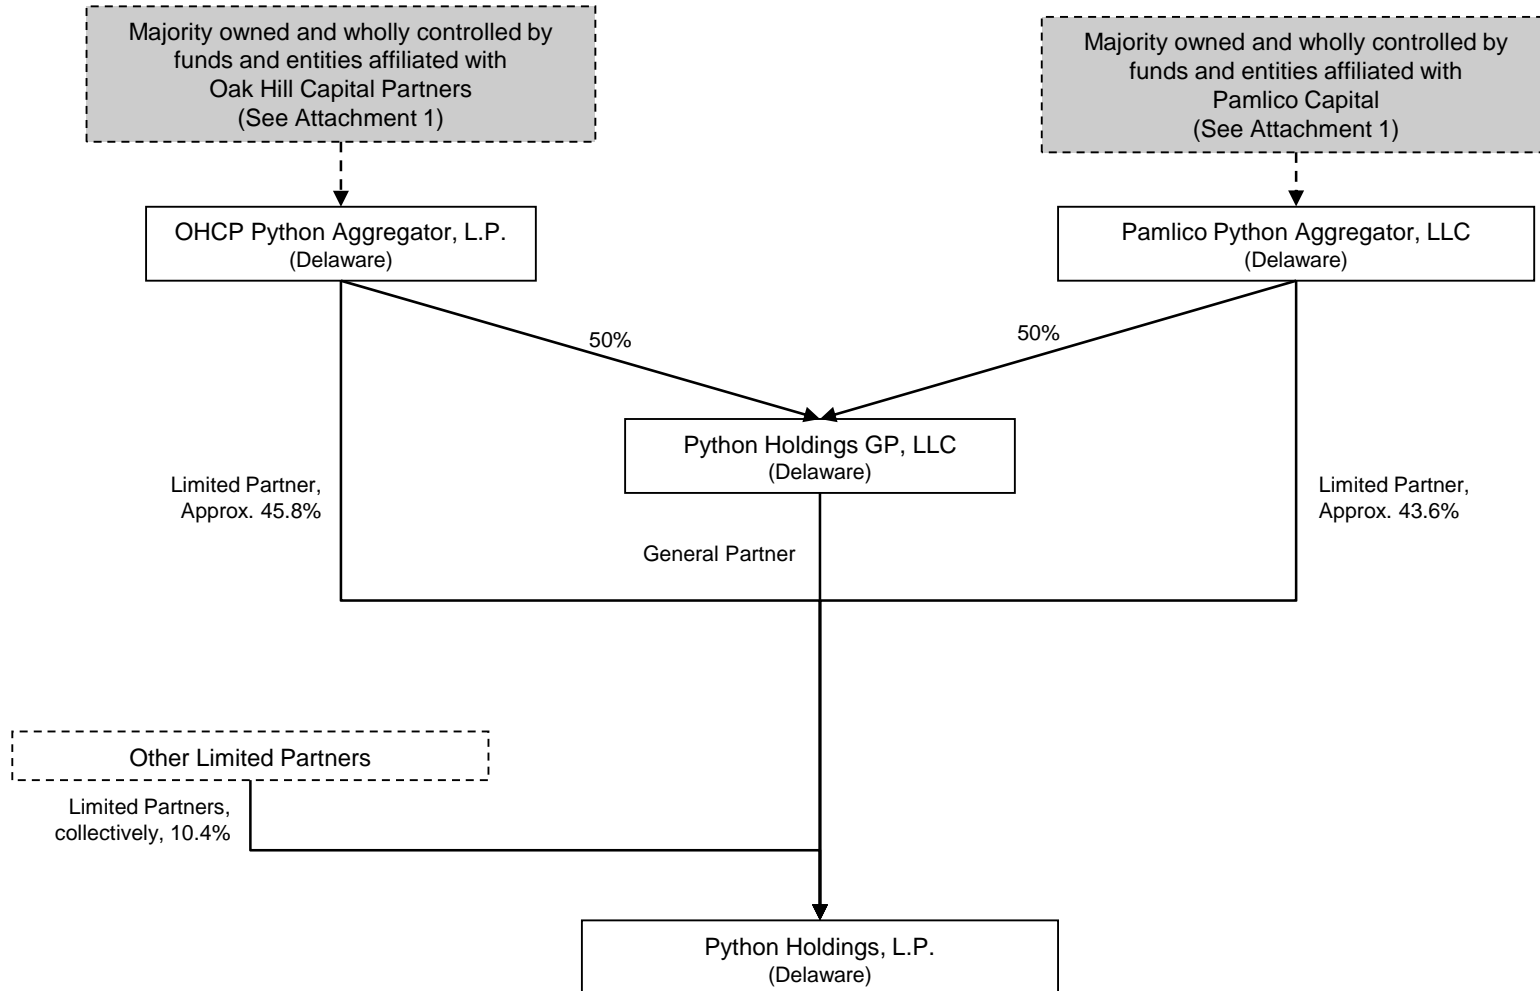 Majority owned and wholly controlled by
funds and entities affiliated with
Oak Hill Capital Partners
(See Attachment 1)
Majority owned and wholly controlled by
funds and entities affiliated with
Pamlico Capital
(See Attachment 1)
OHCP Python Aggregator, L.P.
(Delaware)
Pamlico Python Aggregator, LLC
(Delaware)
50%
50%
Python Holdings GP, LLC
(Delaware)
Limited Partner,
Approx. 45.8%
Limited Partner,
Approx. 43.6%
General Partner
Other Limited Partners
Limited Partners,
collectively, 10.4%
Python Holdings, L.P.
(Delaware)